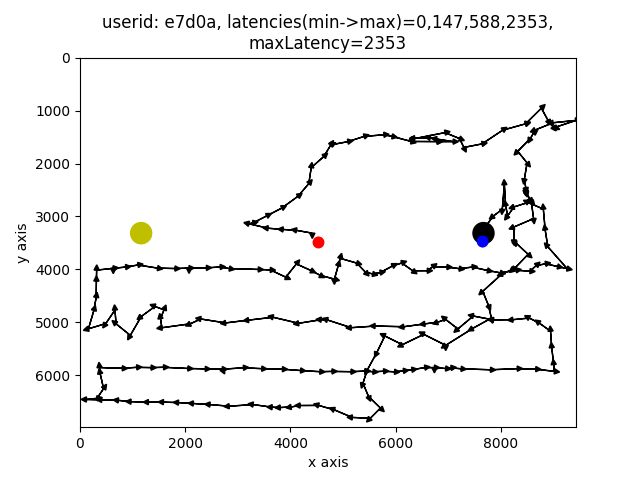 userid: e7d0a, latencies(min->max)=0,147,588,2353,
maxLatency=2353
0
1000
2000
3000
4000
5000
6000
y axis
0 2000 4000 6000 8000
x axis